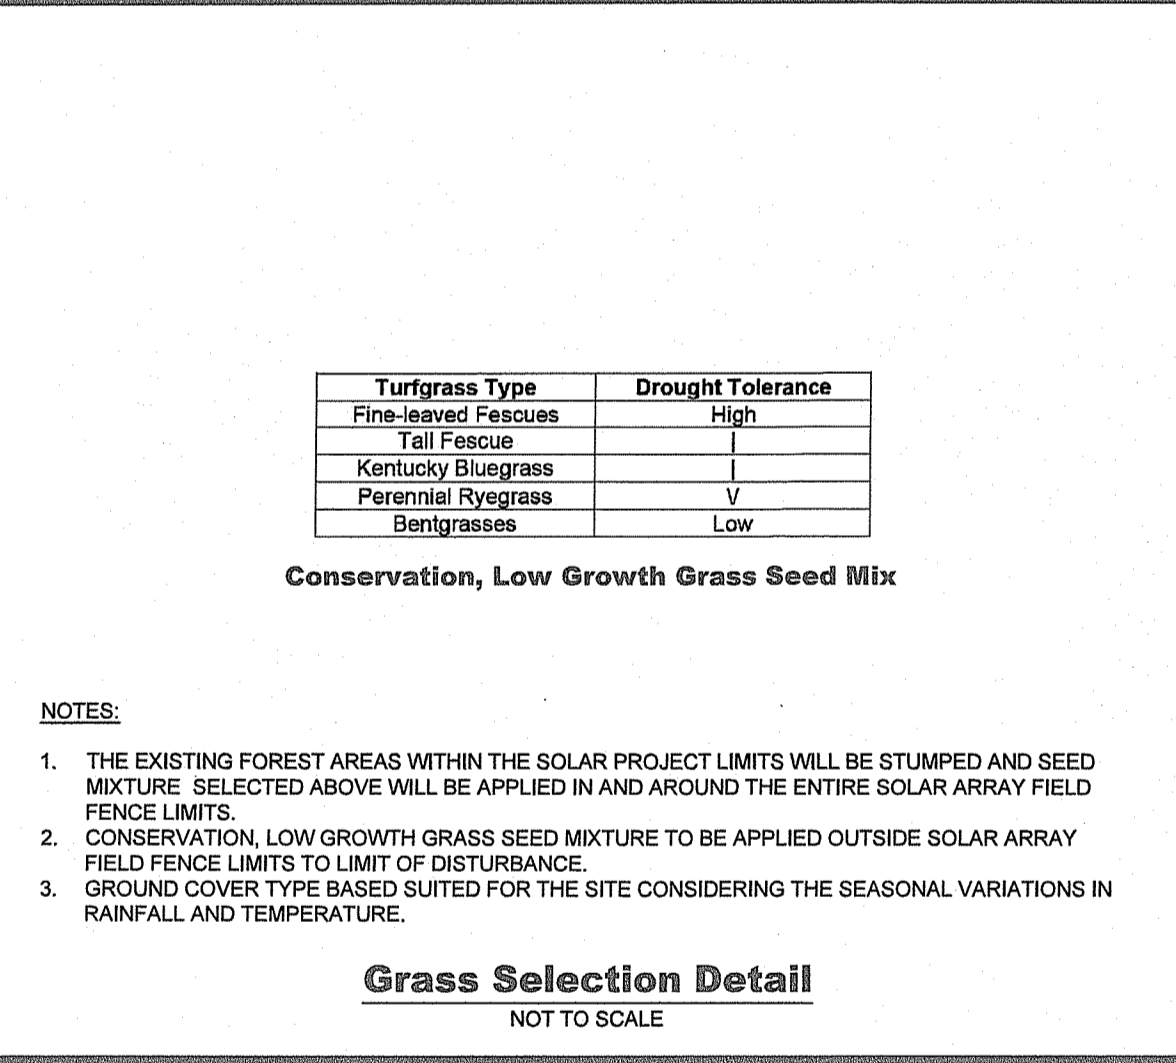 Turfgrass Type Drought Tolerance
Fine-leaved Fescues High
Tall Fescue |
Kentucky Bluegrass |
Perennial Ryegrass V
Bentgrasses Low
Conservation, Low Growth Grass Seed Mix
NOTES:
1. THE EXISTING FOREST AREAS WITHIN THE SOLAR PROJECT LIMITS WILL BE STUMPED AND SEED
MIXTURE SELECTED ABOVE WILL BE APPLIED IN AND AROUND THE ENTIRE SOLAR ARRAY FIELD
FENCE LIMITS.
2. CONSERVATION, LOW GROWTH GRASS SEED MIXTURE TO BE APPLIED OUTSIDE SOLAR ARRAY
FIELD FENCE LIMITS TO LIMIT OF DISTURBANCE.
3. GROUND COVER TYPE BASED SUITED FOR THE SITE CONSIDERING THE SEASONAL VARIATIONS IN
RAINFALL AND TEMPERATURE.
Grass Selection Detail
NOT TO SCALE